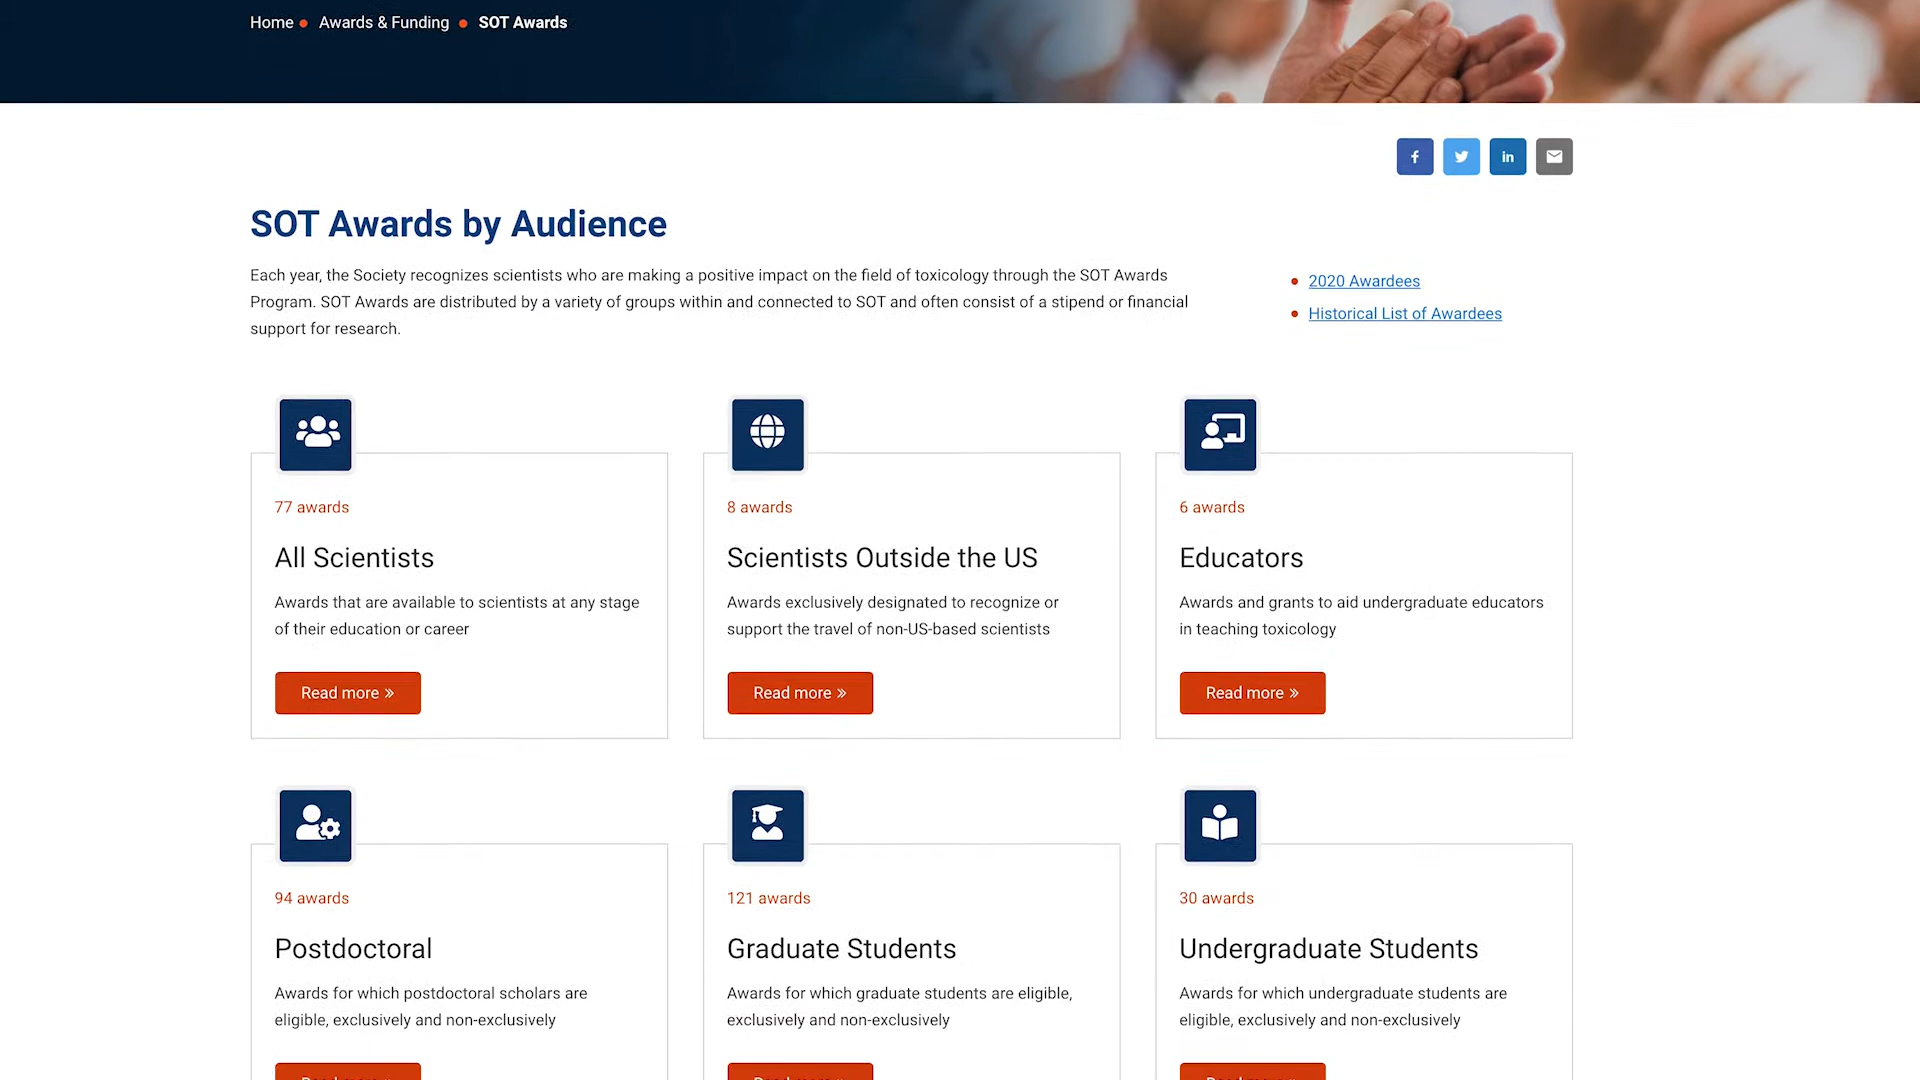 Home • Awards & Funding • SOT Awards
SOT Awards by Audience
Each year, the Society recognizes scientists who are making a positive impact on the field of toxicology through the SOT Awards
Program. SOT Awards are distributed by a variety of groups within and connected to SOT and often consist of a stipend or financial
support for research.
• 2020 Awardees
• Historical List of Awardees
77 awards
All Scientists
Awards that are available to scientists at any stage
of their education or career
Read more »
8 awards
Scientists Outside the US
Awards exclusively designated to recognize or
support the travel of non-US-based scientists
Read more »
6 awards
Educators
Awards and grants to aid undergraduate educators
in teaching toxicology
Read more »
94 awards
Postdoctoral
Awards for which postdoctoral scholars are
eligible, exclusively and non-exclusively
121 awards
Graduate Students
Awards for which graduate students are eligible,
exclusively and non-exclusively
30 awards
Undergraduate Students
Awards for which undergraduate students are
eligible, exclusively and non-exclusively